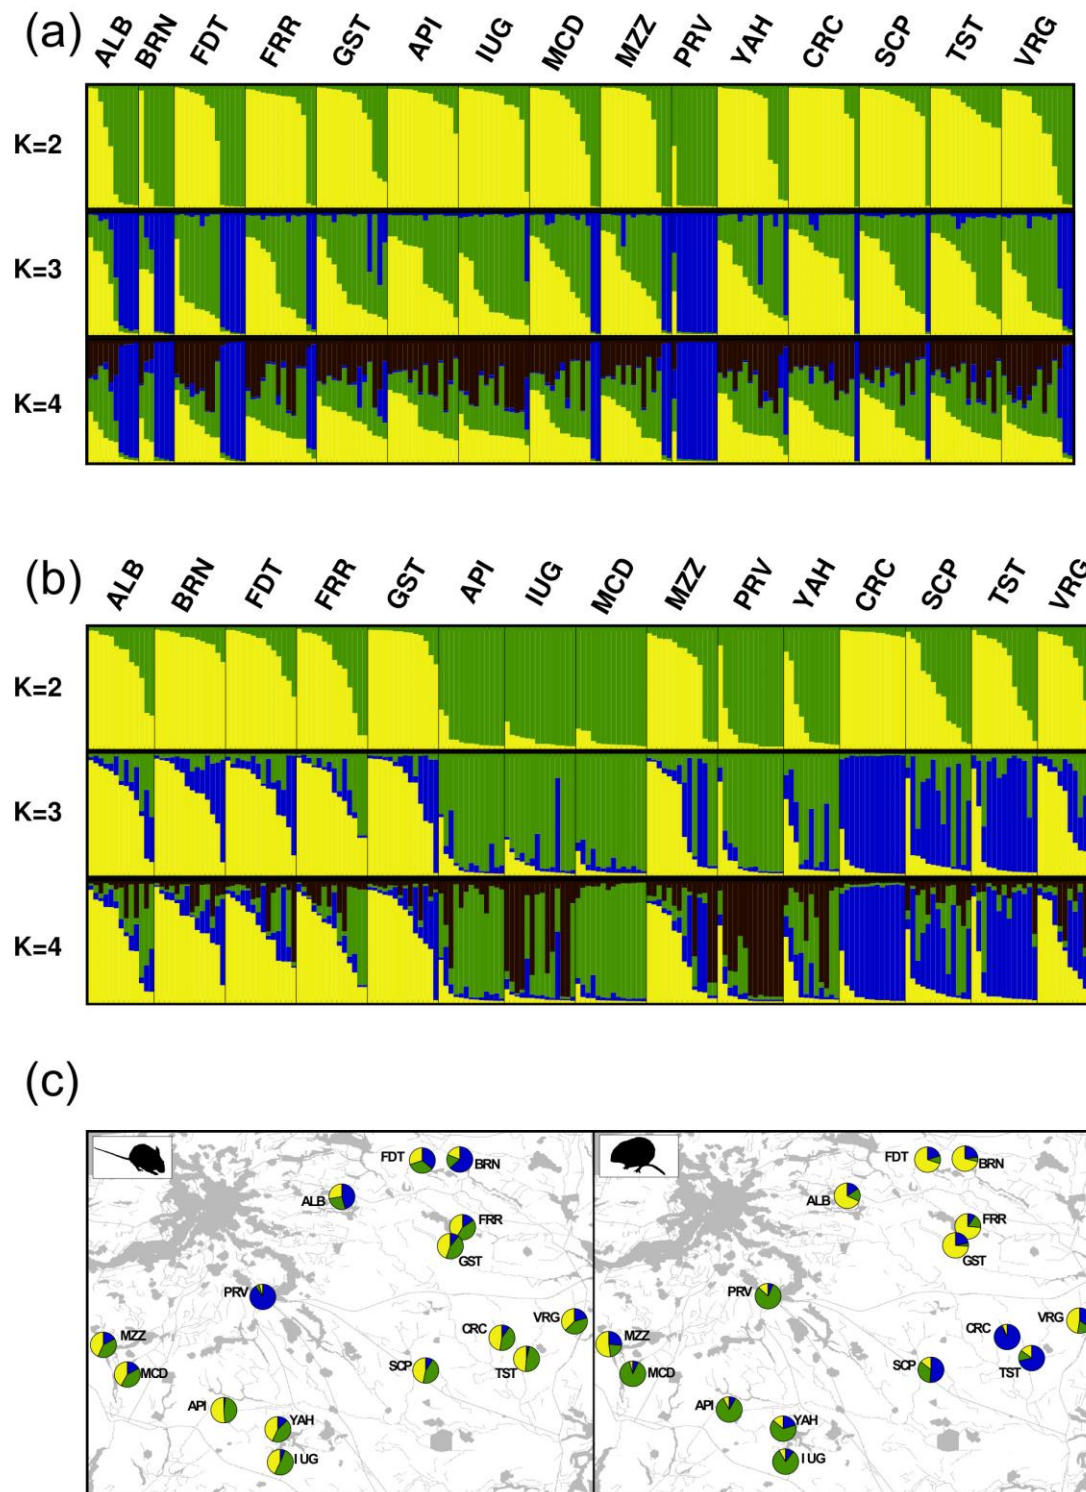 (a)
ALB BRN FDT FRR GST API IUG MCD MZZ PRV YAH CRC SCP TST VRG
K=2
K=3
K=4
(b)
ALB BRN FDT FRR GST API IUG MCD MZZ PRV YAH CRC SCP TST VRG
K=2
K=3
K=4
(c)
FDT BRN
ALB
FRR
GST
PRV
VRG
MZZ CRC
MCD SCP TST
API
YAH
IUG
FDT BRN
ALB
FRR
GST
PRV
VRG
MZZ CRC
MCD SCP TST
API
YAH
IUG